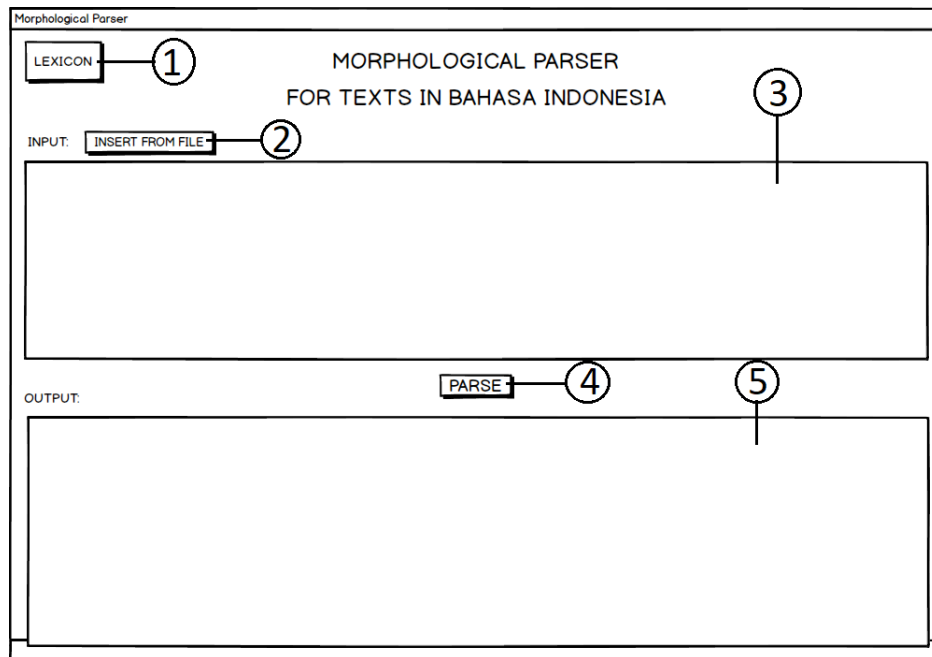 Morphological Parser
LEXICON
1
MORPHOLOGICAL PARSER
FOR TEXTS IN BAHASA INDONESIA
3
INPUT:
INSERT FROM FILE
2
PARSE
4
5
OUTPUT: